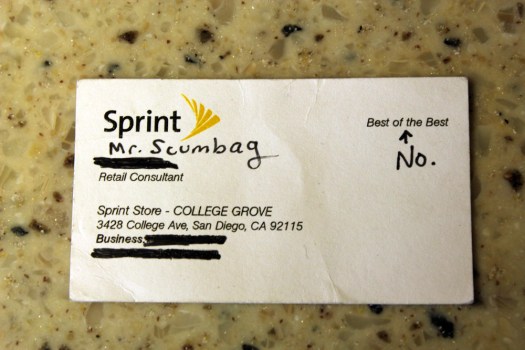 Sprint
Best of the Best
Mr. Scumbag
No.
Retail Consultant
Sprint Store - COLLEGE GROVE
3428 College Ave, San Diego, CA 92115
Business